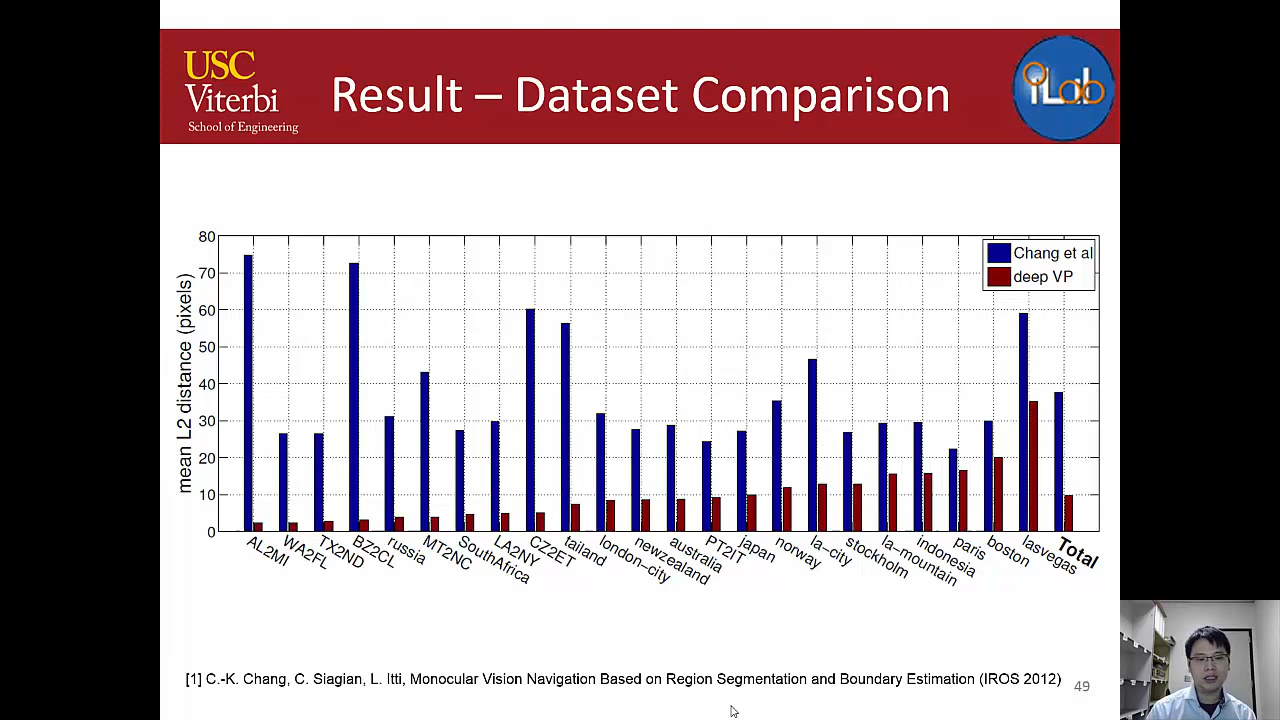 USC
Viterbi
School of Engineering
Result – Dataset Comparison
iLab
mean L2 distance (pixels)
80
70
60
50
40
30
20
10
0
Chang et al
deep VP
AL2MI
WA2FL
TX2ND
BZ2CL
russia
MT2NC
SouthAfrica
LA2NY
CZ2ET
tailand
london-city
newzealand
australia
PT2IT
japan
norway
la-city
stockholm
la-mountain
indonesia
paris
boston
lasvegas
Total
[1] C.-K. Chang, C. Siagian, L. Itti, Monocular Vision Navigation Based on Region Segmentation and Boundary Estimation (IROS 2012)
49